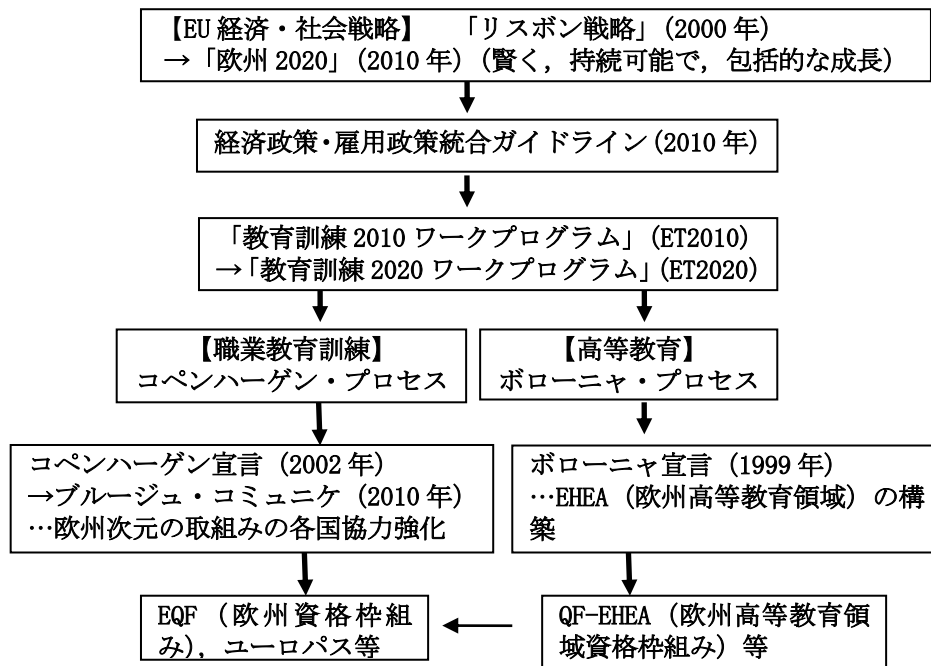 【EU 経済・社会戦略】 「リスボン戦略」（2000 年）
→「欧州 2020」（2010 年）（賢く，持続可能で，包括的な成長）
経済政策・雇用政策統合ガイドライン（2010 年）
「教育訓練 2010 ワークプログラム」（ET2010）
→「教育訓練 2020 ワークプログラム」（ET2020）
【職業教育訓練】
コペンハーゲン・プロセス
【高等教育】
ボローニャ・プロセス
コペンハーゲン宣言（2002 年）
→ブルージュ・コミュニケ（2010 年）
…欧州次元の取組みの各国協力強化
ボローニャ宣言（1999 年）
…EHEA（欧州高等教育領域）の構
築
EQF（欧州資格枠組
み），ユーロパス等
QF-EHEA（欧州高等教育領
域資格枠組み）等